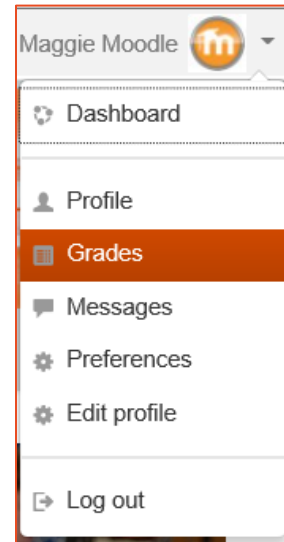 Maggie Moodle
Dashboard
Profile
Grades
Messages
Preferences
Edit profile
Log out